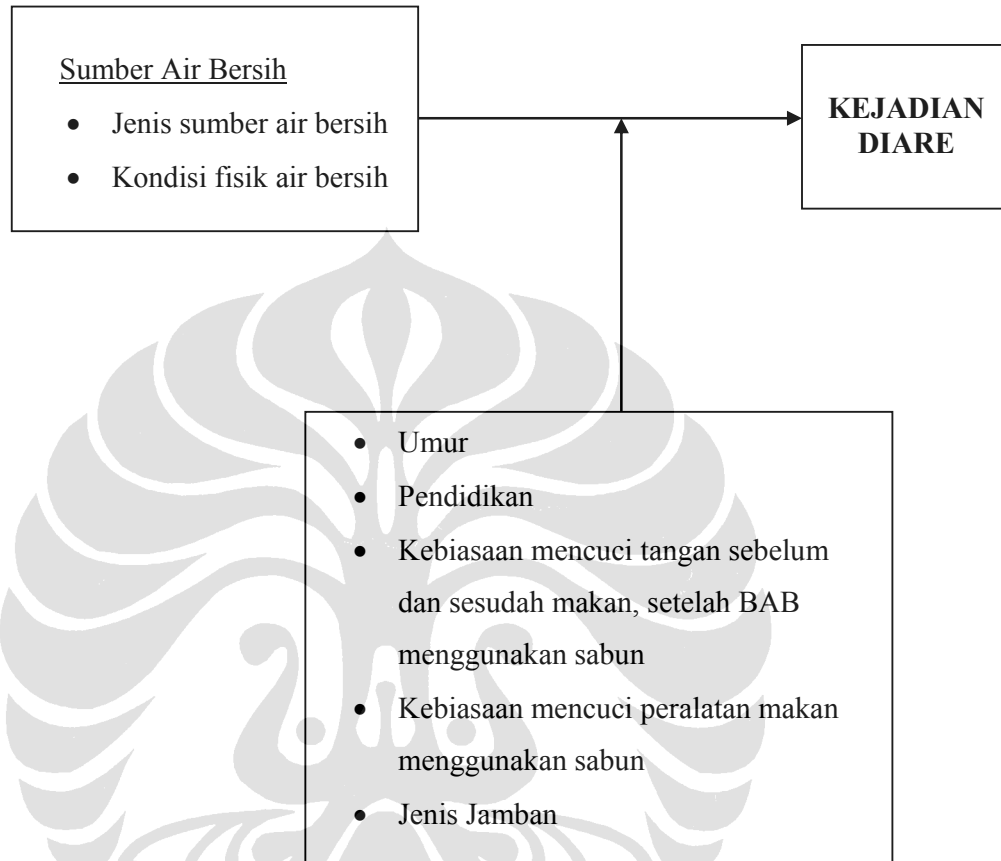 Sumber Air Bersih
• Jenis sumber air bersih
• Kondisi fisik air bersih
KEJADIAN
DIARE
• Umur
• Pendidikan
• Kebiasaan mencuci tangan sebelum
dan sesudah makan, setelah BAB
menggunakan sabun
• Kebiasaan mencuci peralatan makan
menggunakan sabun
• Jenis Jamban